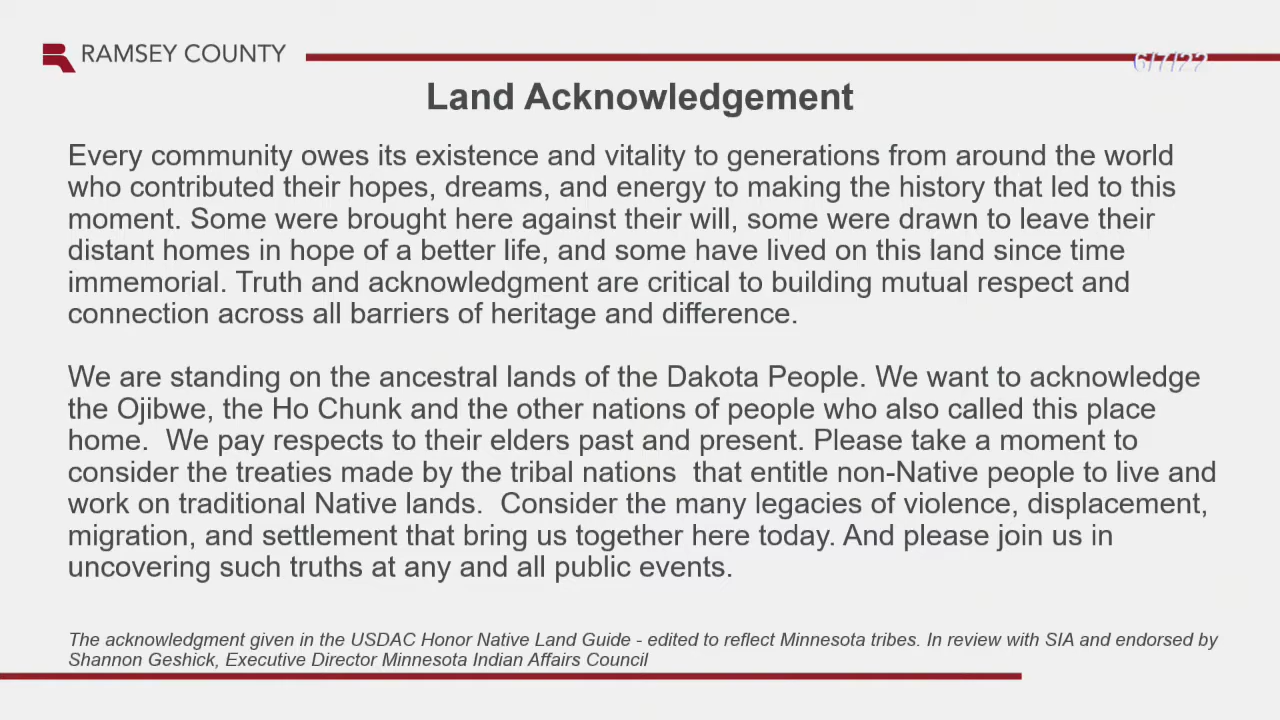 RAMSEY COUNTY
6/7/22
Land Acknowledgement
Every community owes its existence and vitality to generations from around the world
who contributed their hopes, dreams, and energy to making the history that led to this
moment. Some were brought here against their will, some were drawn to leave their
distant homes in hope of a better life, and some have lived on this land since time
immemorial. Truth and acknowledgment are critical to building mutual respect and
connection across all barriers of heritage and difference.
We are standing on the ancestral lands of the Dakota People. We want to acknowledge
the Ojibwe, the Ho Chunk and the other nations of people who also called this place
home.  We pay respects to their elders past and present. Please take a moment to
consider the treaties made by the tribal nations  that entitle non-Native people to live and
work on traditional Native lands.  Consider the many legacies of violence, displacement,
migration, and settlement that bring us together here today. And please join us in
uncovering such truths at any and all public events.
The acknowledgment given in the USDAC Honor Native Land Guide - edited to reflect Minnesota tribes. In review with SIA and endorsed by
Shannon Geshick, Executive Director Minnesota Indian Affairs Council